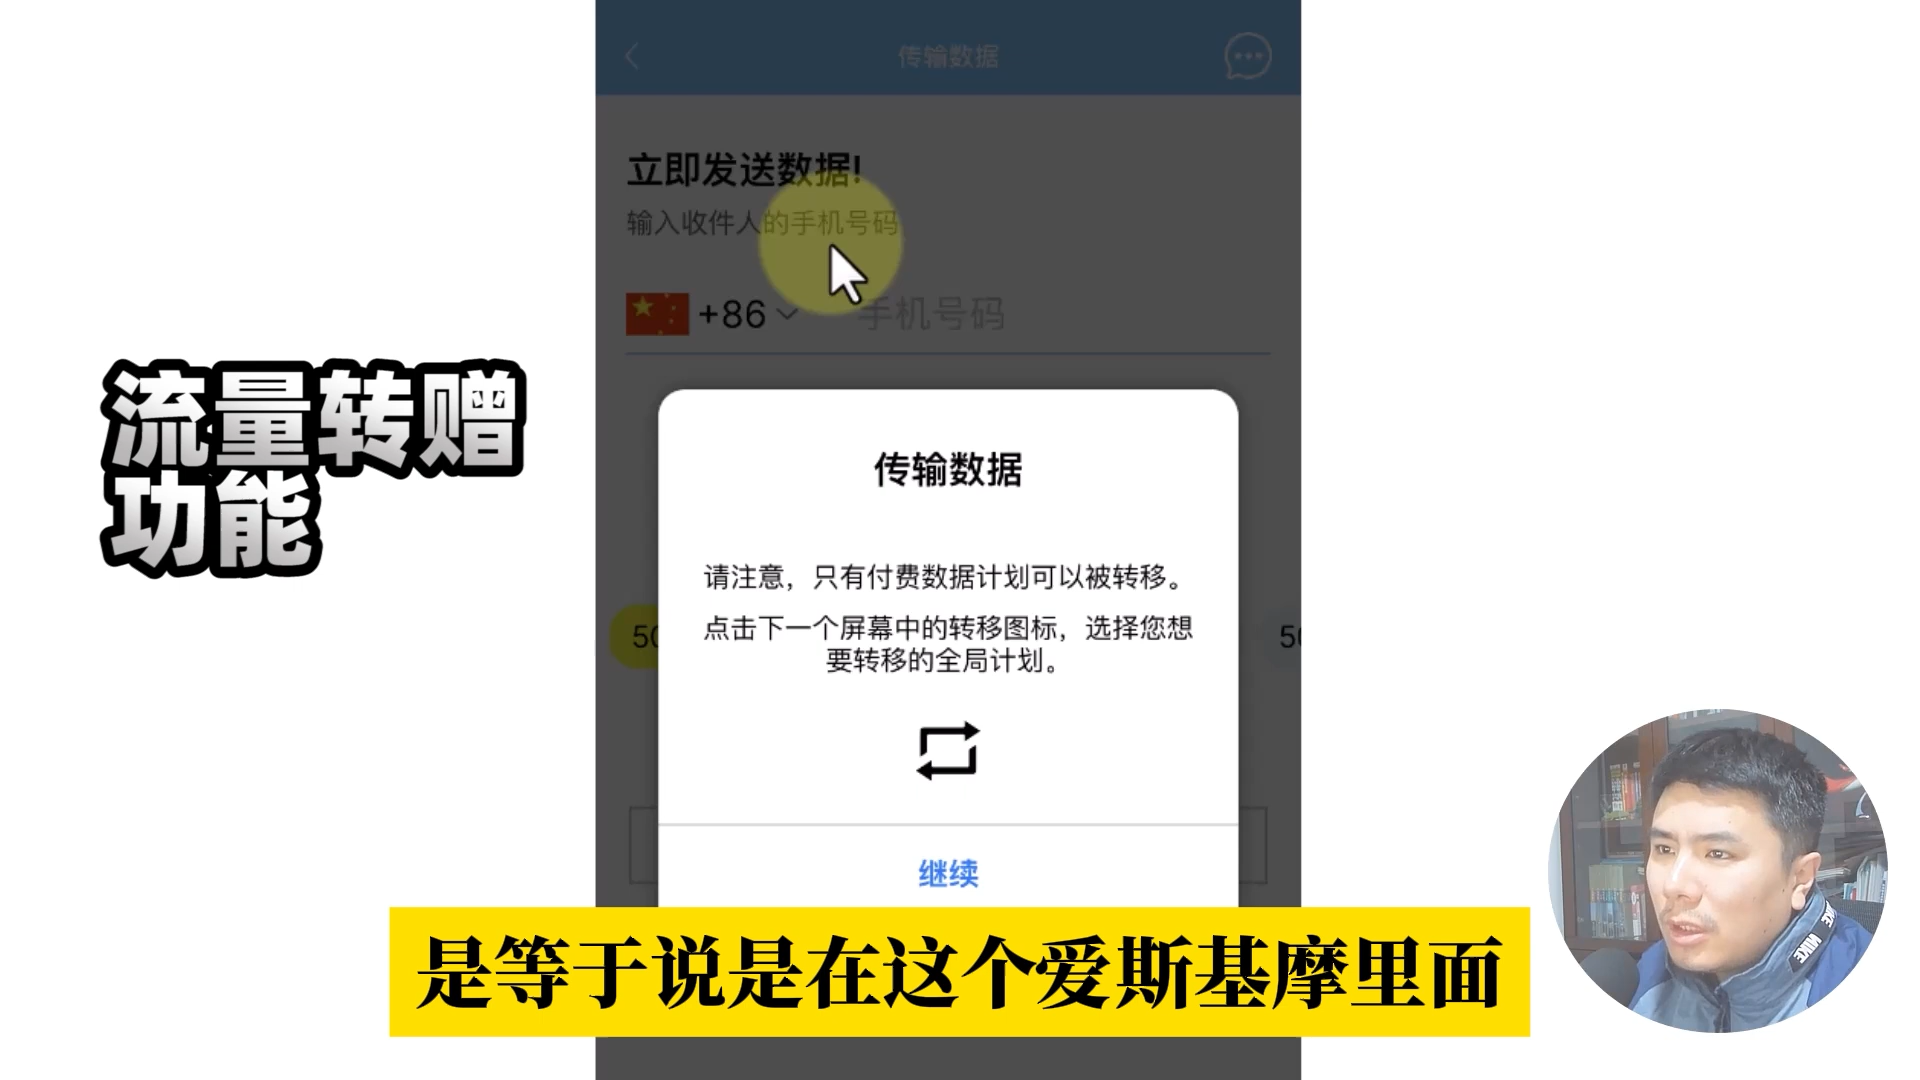 传输数据
立即发送数据!
输入收件人的手机号码
+86
手机号码
流量转赠
功能
传输数据
请注意，只有付费数据计划可以被转移。
点击下一个屏幕中的转移图标，选择您想
要转移的全局计划。
50
50
继续
是等于说是在这个爱斯基摩里面